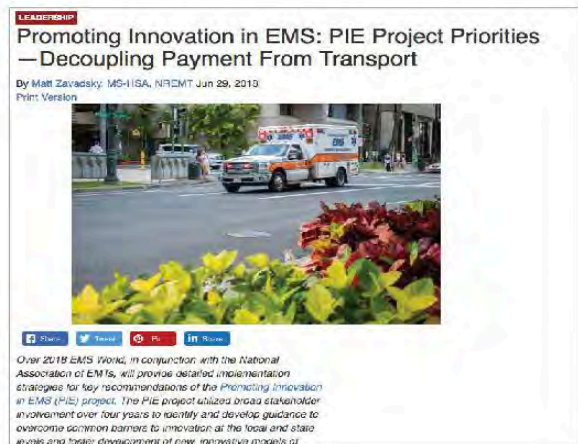 LEADERSHIP
Promoting Innovation in EMS: PIE Project Priorities
—Decoupling Payment From Transport
By Matt Zavadsky, MS-HSA, NREMT Jun 29, 2018
Print Version
EMS
Share
Tweet
Pin
Share
Over 2018 EMS World, in conjunction with the National
Association of EMTs, will provide detailed implementation
strategies for key recommendations of the Promoting Innovation
in EMS (PIE) project. The PIE project utilized broad stakeholder
involvement over four years to identify and develop guidance to
overcome common barriers to innovation at the local and state
levels and foster development of new, innovative models of